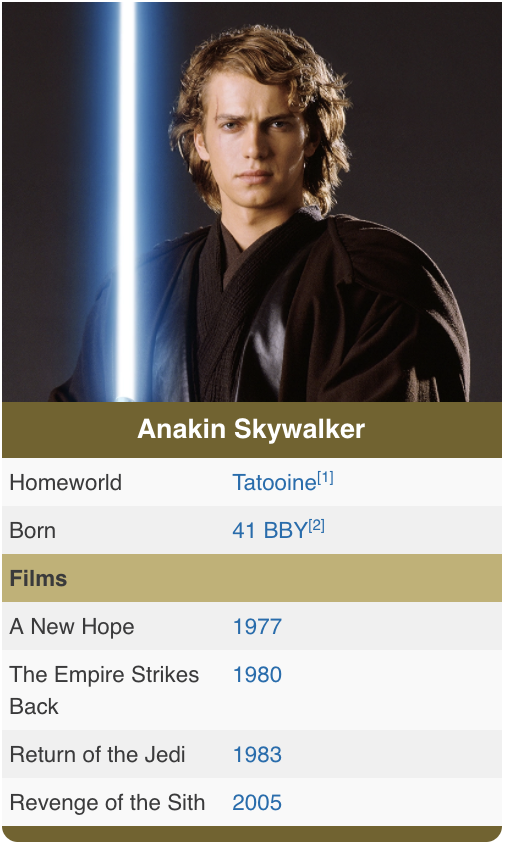 Anakin Skywalker
Homeworld Tatooine[1]
Born 41 BBY[2]
Films
A New Hope 1977
The Empire Strikes 1980
Back
Return of the Jedi 1983
Revenge of the Sith 2005